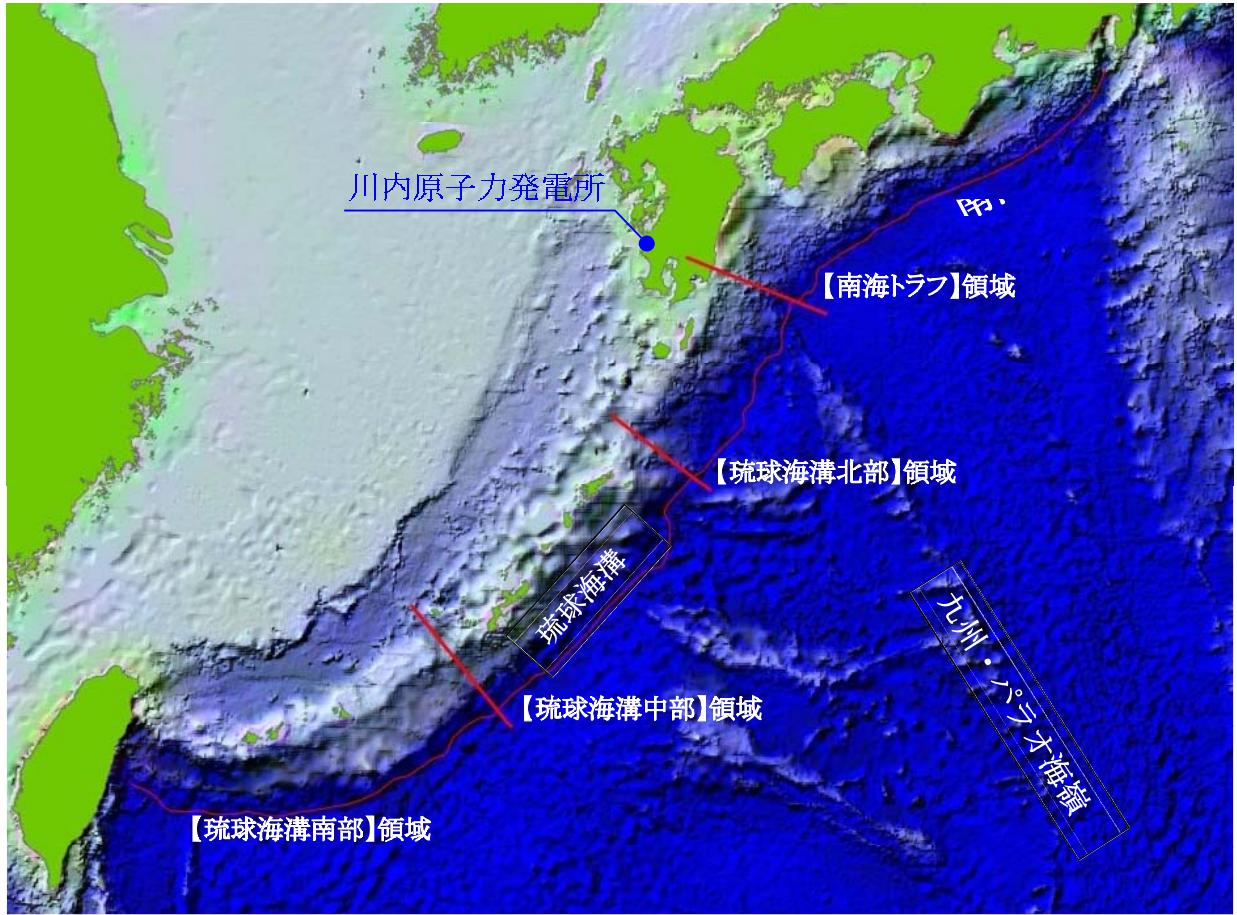 川内原子力発電所
南
【南海トラフ】領域
【琉球海溝北部】領域
琉球海溝
九州・パラオ海嶺
【琉球海溝中部】領域
【琉球海溝南部】領域